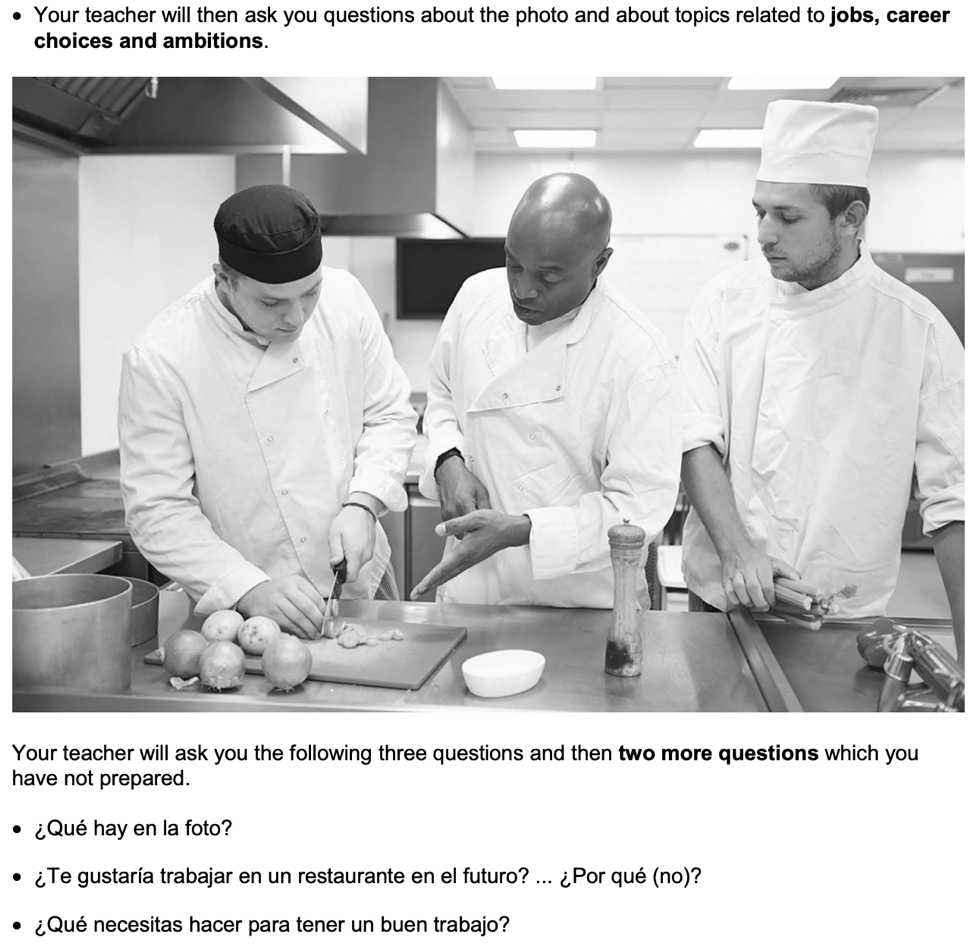 • Your teacher will then ask you questions about the photo and about topics related to jobs, career
choices and ambitions.
Your teacher will ask you the following three questions and then two more questions which you
have not prepared.
• ¿Qué hay en la foto?
• ¿Te gustaría trabajar en un restaurante en el futuro? ... ¿Por qué (no)?
• ¿Qué necesitas hacer para tener un buen trabajo?